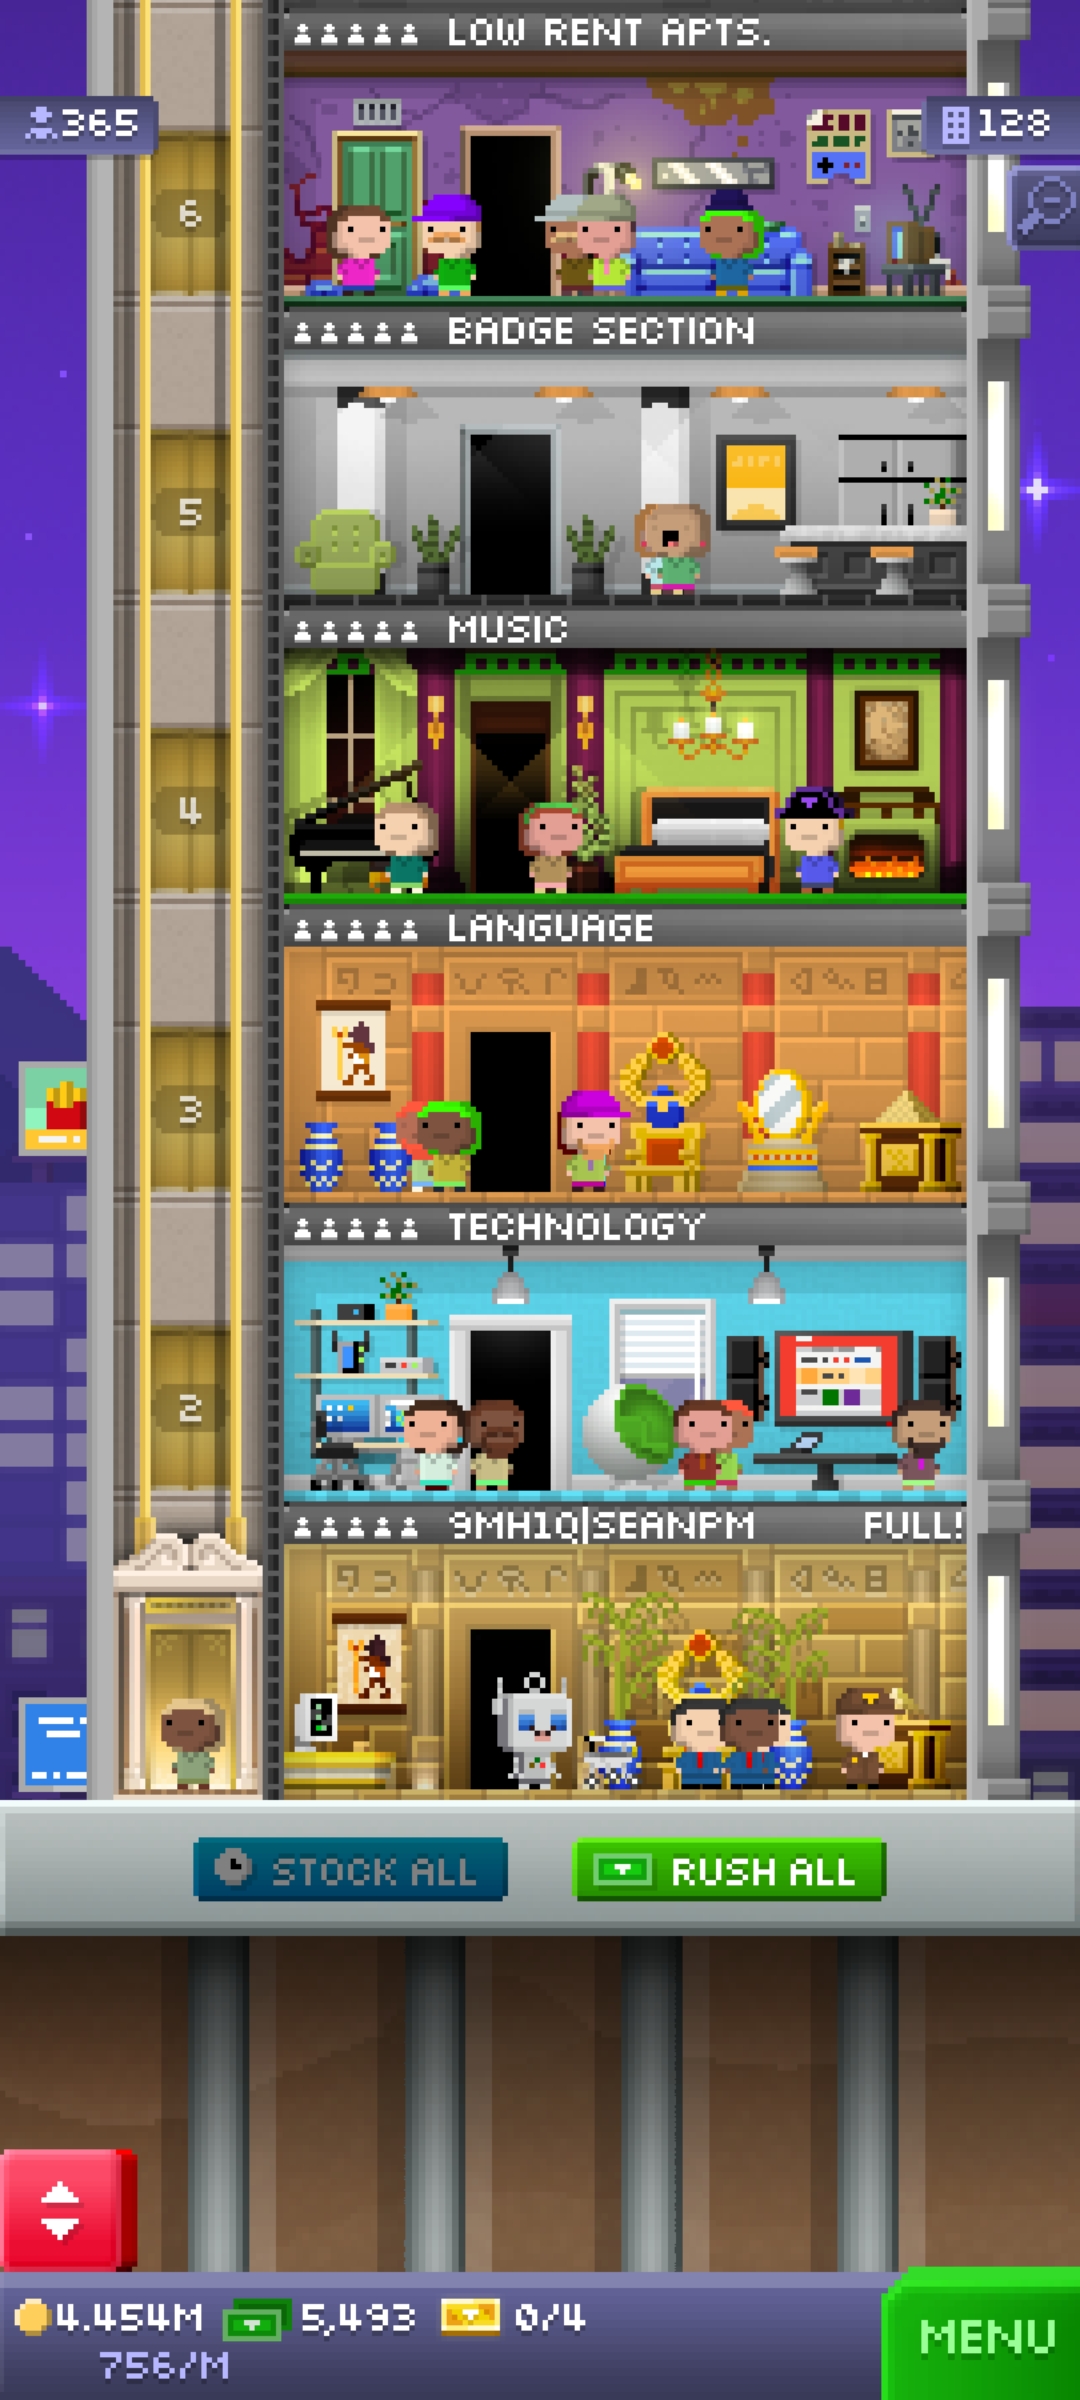 LOW RENT APTS.
365
128
6
BADGE SECTION
5
MUSIC
4
LANGUAGE
3
TECHNOLOGY
2
9MH1Q|SEANPM FULL!
STOCK ALL
RUSH ALL
4.454M 5,493 0/4
756/M
MENU